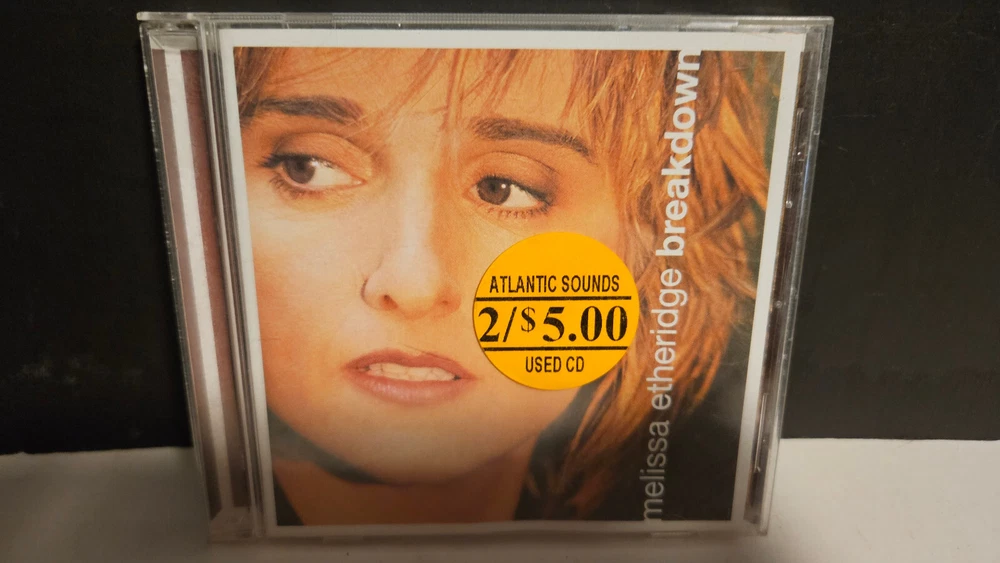 ATLANTIC SOUNDS
2/$5.00
USED CD
melissa etheridge breakdown